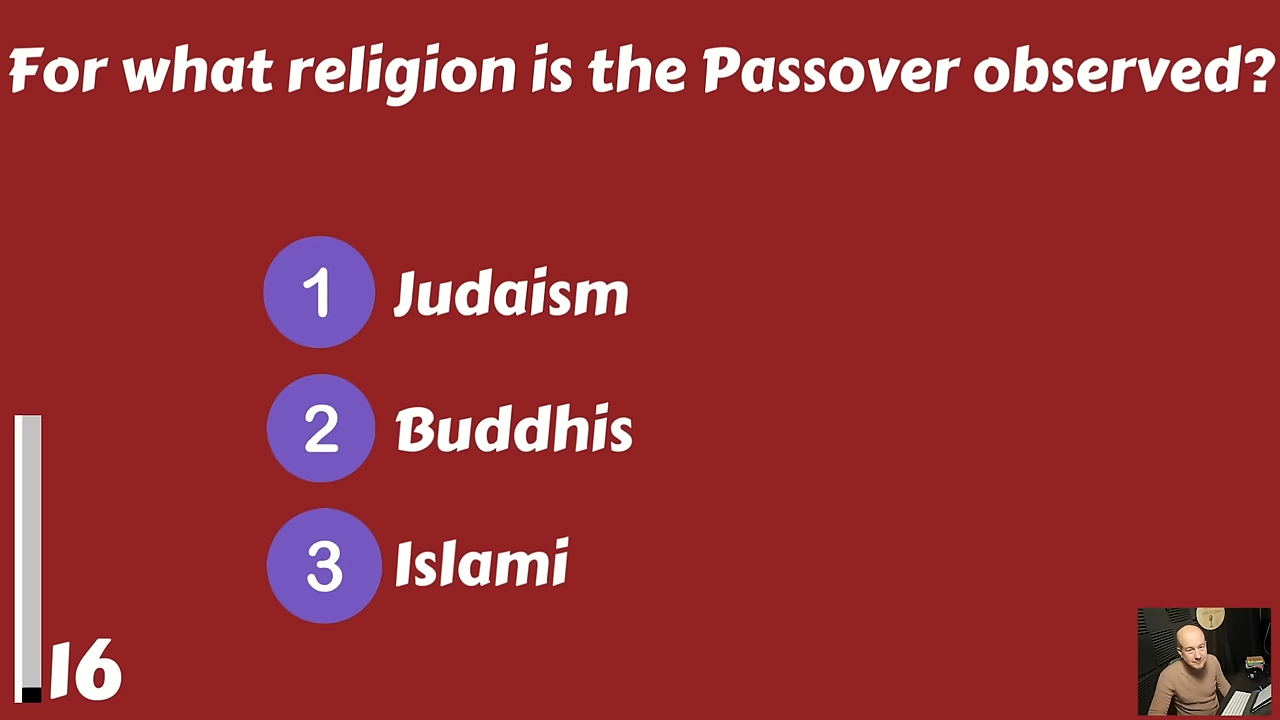 For what religion is the Passover observed?
1 Judaism
2 Buddhis
3 Islami
16